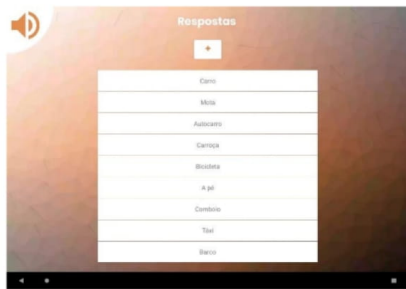 Respostas
+
Carro
Mota
Autocarro
Carroça
Bicicleta
A pé
Comboio
Táxi
Barco